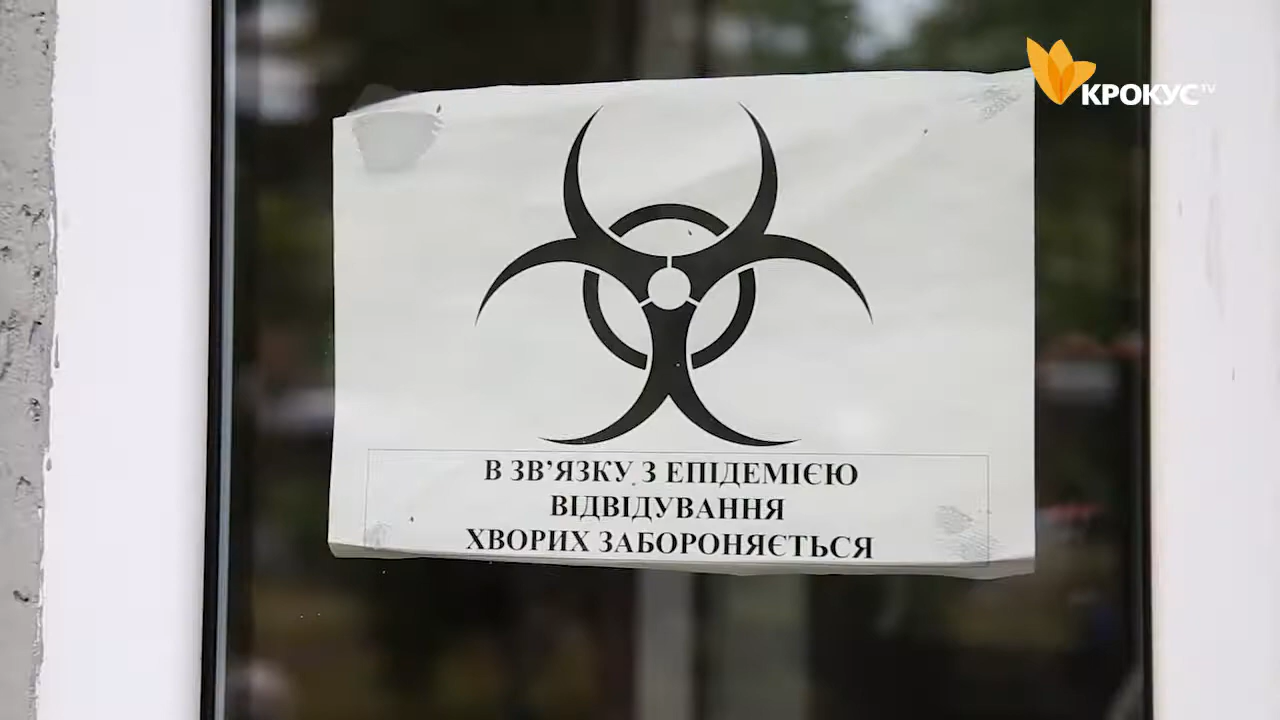 КРОКУС TV
В ЗВ’ЯЗКУ З ЕПІДЕМІЄЮ
ВІДВІДУВАННЯ
ХВОРИХ ЗАБОРОНЯЄТЬСЯ